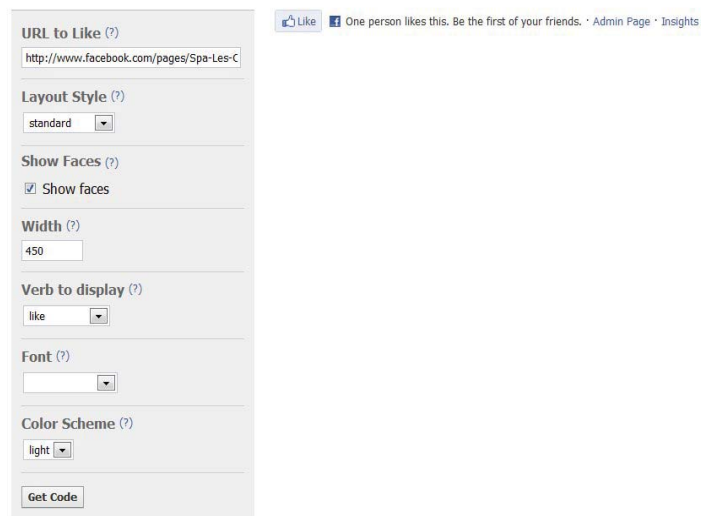 URL to Like (?)
http://www.facebook.com/pages/Spa-Les-C
Layout Style (?)
standard
Show Faces (?)
Show faces
Width (?)
450
Verb to display (?)
like
Font (?)
Color Scheme (?)
light
Get Code
Like One person likes this. Be the first of your friends. · Admin Page · Insights